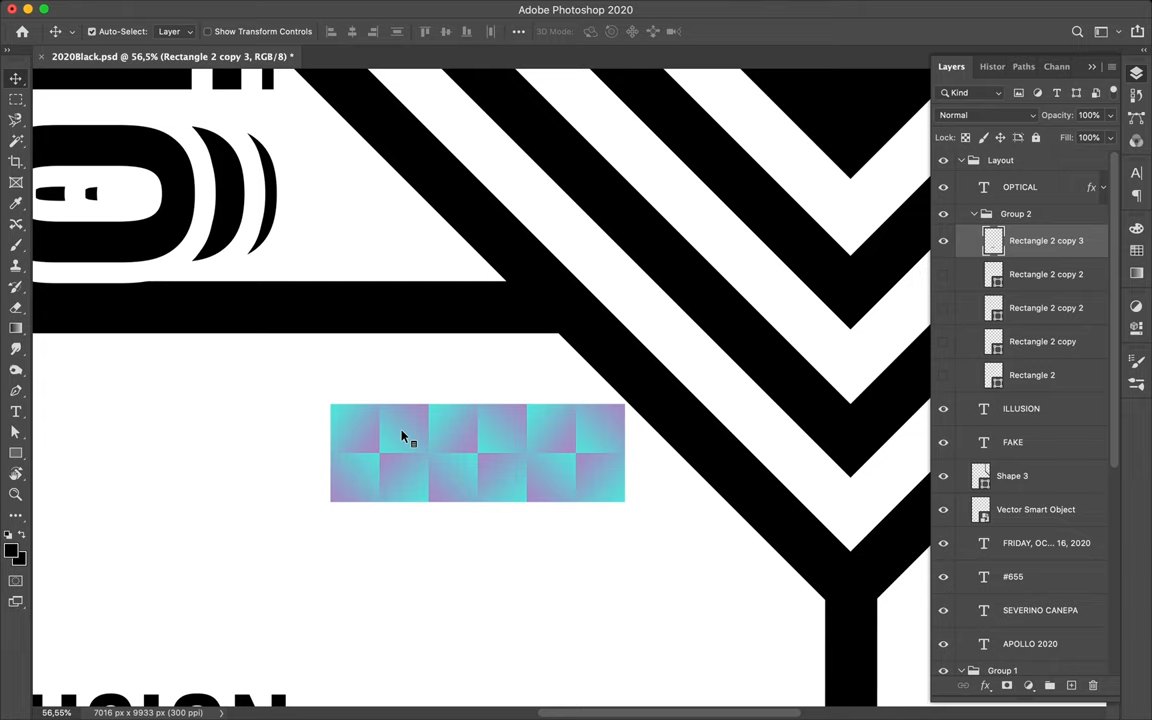 Adobe Photoshop 2020
Auto-Select: Layer Show Transform Controls 3D Mode:
2020Black.psd @ 56,5% (Rectangle 2 copy 3, RGB/8) *
Layers Histor Paths Chann
Kind
Normal Opacity: 100%
Lock: Fill: 100%
Layout
OPTICAL fx
Group 2
Rectangle 2 copy 3
Rectangle 2 copy 2
Rectangle 2 copy 2
Rectangle 2 copy
Rectangle 2
ILLUSION
FAKE
Shape 3
Vector Smart Object
FRIDAY, OC... 16, 2020
#655
SEVERINO CANEPA
APOLLO 2020
Group 1
56,55% 7016 px x 9933 px (300 ppi)